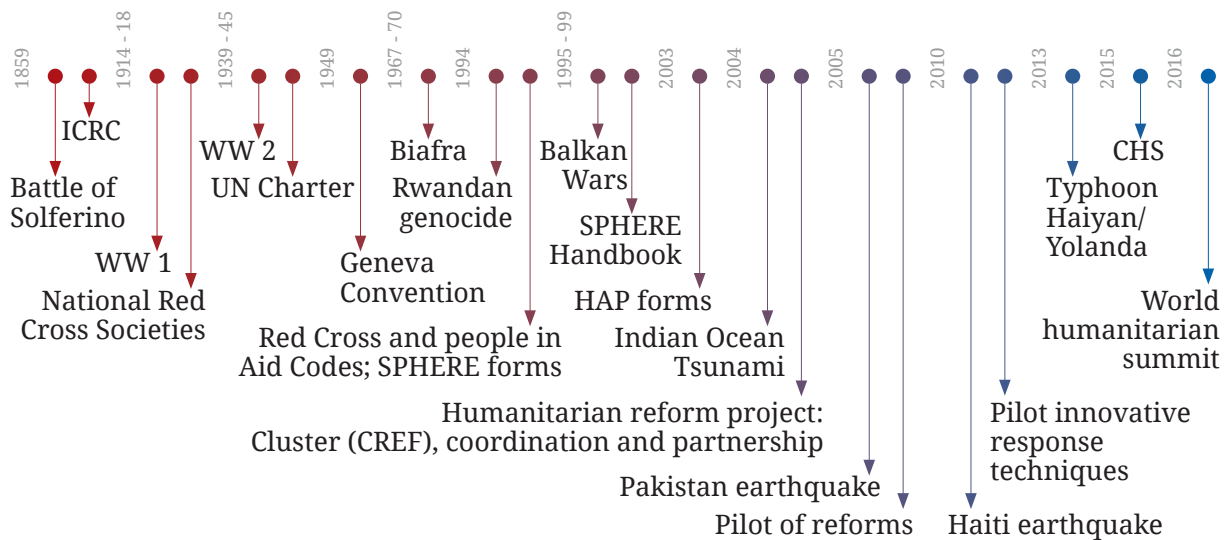 1859
1914 - 18
1939 - 45
1949
1967 - 70
1994
1995 - 99
2003
2004
2005
2010
2013
2015
2016
ICRC
Battle of
Solferino
WW 1
National Red
Cross Societies
WW 2
UN Charter
Geneva
Convention
Biafra
Rwandan
genocide
Red Cross and people in
Aid Codes; SPHERE forms
Balkan
Wars
SPHERE
Handbook
HAP forms
Indian Ocean
Tsunami
Humanitarian reform project:
Cluster (CREF), coordination and partnership
Pakistan earthquake
Pilot of reforms
Haiti earthquake
Pilot innovative
response
techniques
Typhoon
Haiyan/
Yolanda
CHS
World
humanitarian
summit